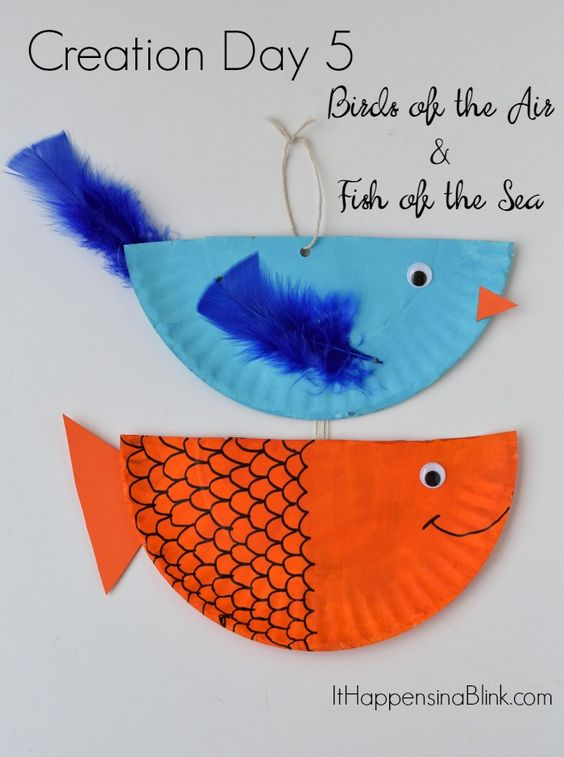 Creation Day 5
Birds of the Air
&
Fish of the Sea
ItHappensinaBlink.com